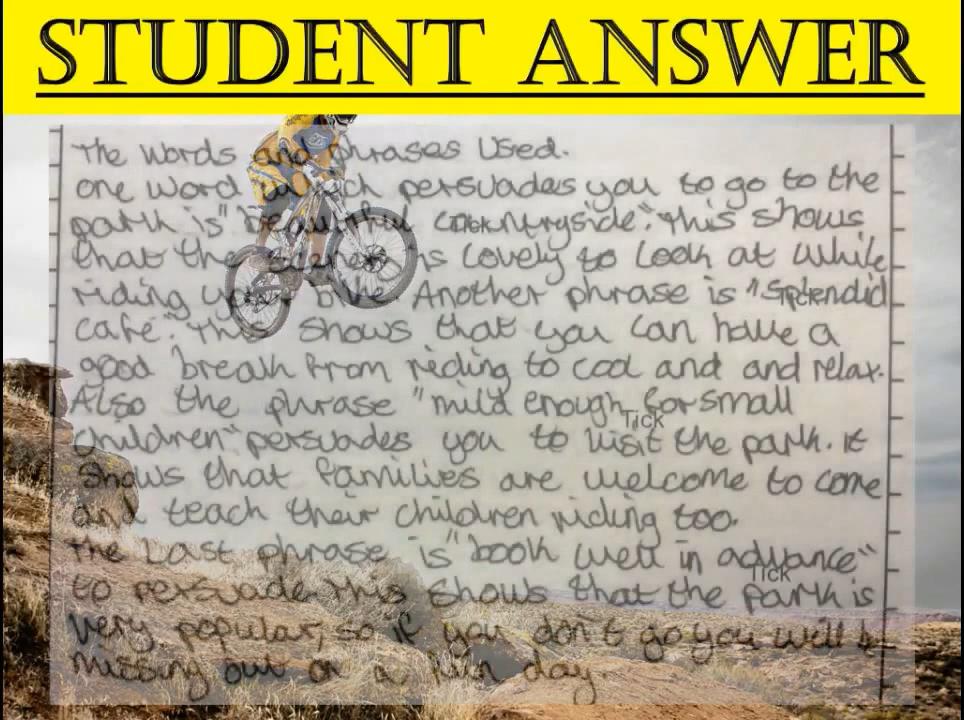 STUDENT ANSWER
The words and phrases used.
One word which persuades you to go to the
park is "beautiful countryside". This shows
Tick
that the scenery is lovely to look at while
riding your bike. Another phrase is "splendid
Tick
café". This shows that you can have a
good break from riding to cool and and relax.
Also the phrase "mild enough for small
Tick
children" persuades you to visit the park. it
shows that families are welcome to come
and teach their children riding too.
The Last phrase is "book well in advance"
Tick
to persuade. This shows that the park is
very popular, so if you don't go you will b
missing out on a fun day